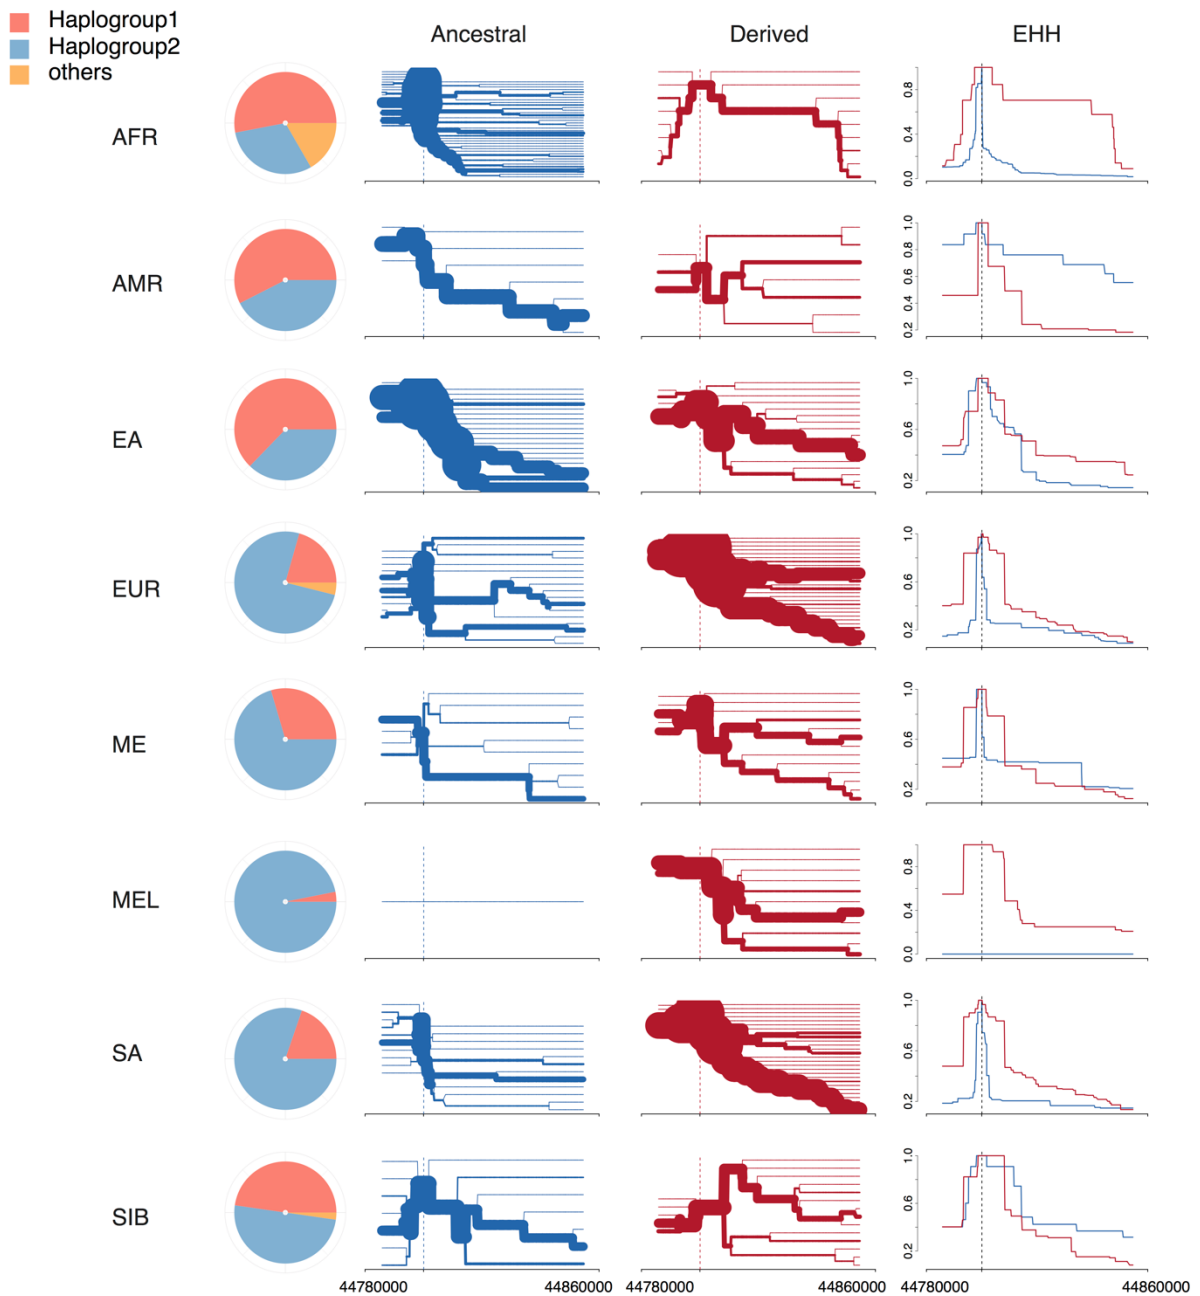 Haplogroup1
Haplogroup2
others
Ancestral Derived EHH
AFR
0.0 0.4 0.8
AMR
0.2 0.4 0.6 0.8 1.0
EA
0.2 0.6 1.0
EUR
0.2 0.6 1.0
ME
0.2 0.6 1.0
MEL
0.0 0.4 0.8
SA
0.2 0.6 1.0
SIB
0.2 0.6 1.0
44780000 44860000 44780000 44860000 44780000 44860000